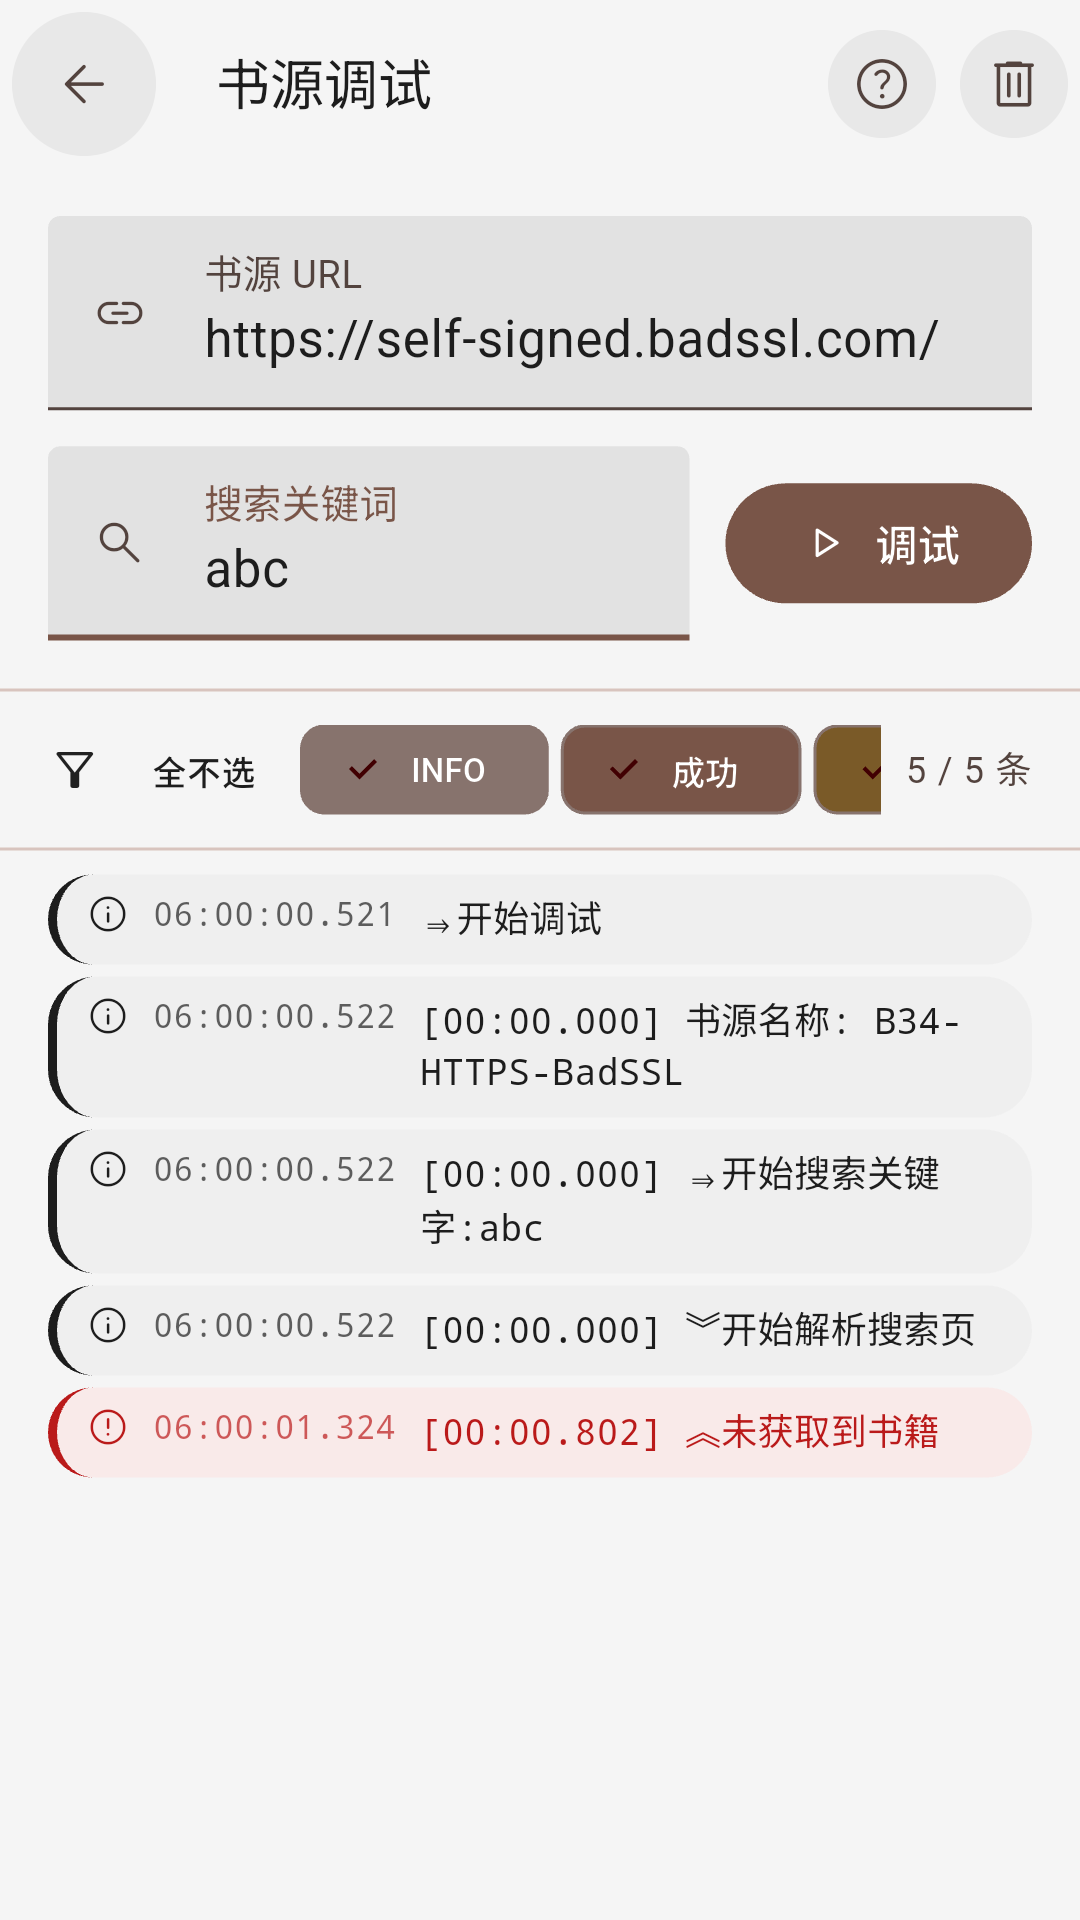 书源调试
书源 URL
https://self-signed.badssl.com/
搜索关键词
abc
调试
全不选
INFO
成功
5 / 5 条
06:00:00.521 ⇒开始调试
06:00:00.522 [00:00.000] 书源名称: B34-
HTTPS-BadSSL
06:00:00.522 [00:00.000] ⇒开始搜索关键
字:abc
06:00:00.522 [00:00.000] ︾开始解析搜索页
06:00:01.324 [00:00.802] ︽未获取到书籍